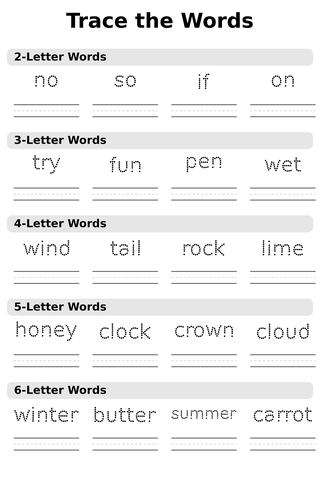 Trace the Words
2-Letter Words
no so if on
3-Letter Words
try fun pen wet
4-Letter Words
wind tail rock lime
5-Letter Words
honey clock crown cloud
6-Letter Words
winter butter summer carrot